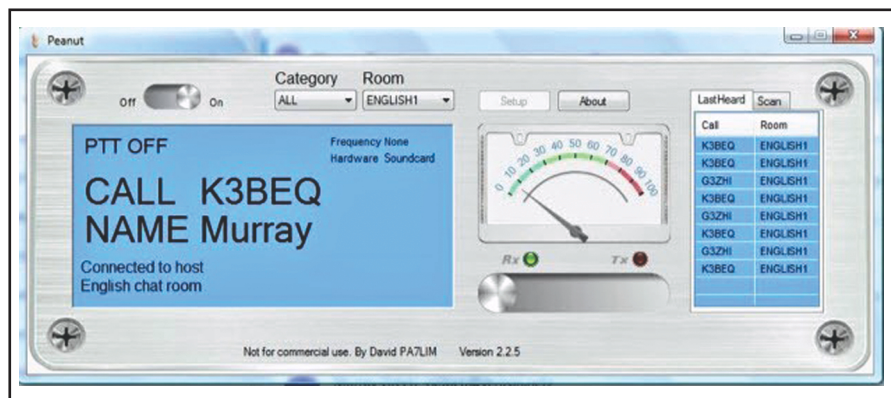 Peanut
Category Room
Off On ALL ENGLISH1 Setup About LastHeard Scan
Call Room
PTT OFF
Frequency None
Hardware Soundcard
CALL K3BEQ
NAME Murray
Connected to host
English chat room
0 10 20 30 40 50 60 70 80 90 100
Rx Tx
K3BEQ ENGLISH1
K3BEQ ENGLISH1
G3ZHI ENGLISH1
K3BEQ ENGLISH1
G3ZHI ENGLISH1
K3BEQ ENGLISH1
G3ZHI ENGLISH1
K3BEQ ENGLISH1
Not for commercial use. By David PA7LIM Version 2.2.5